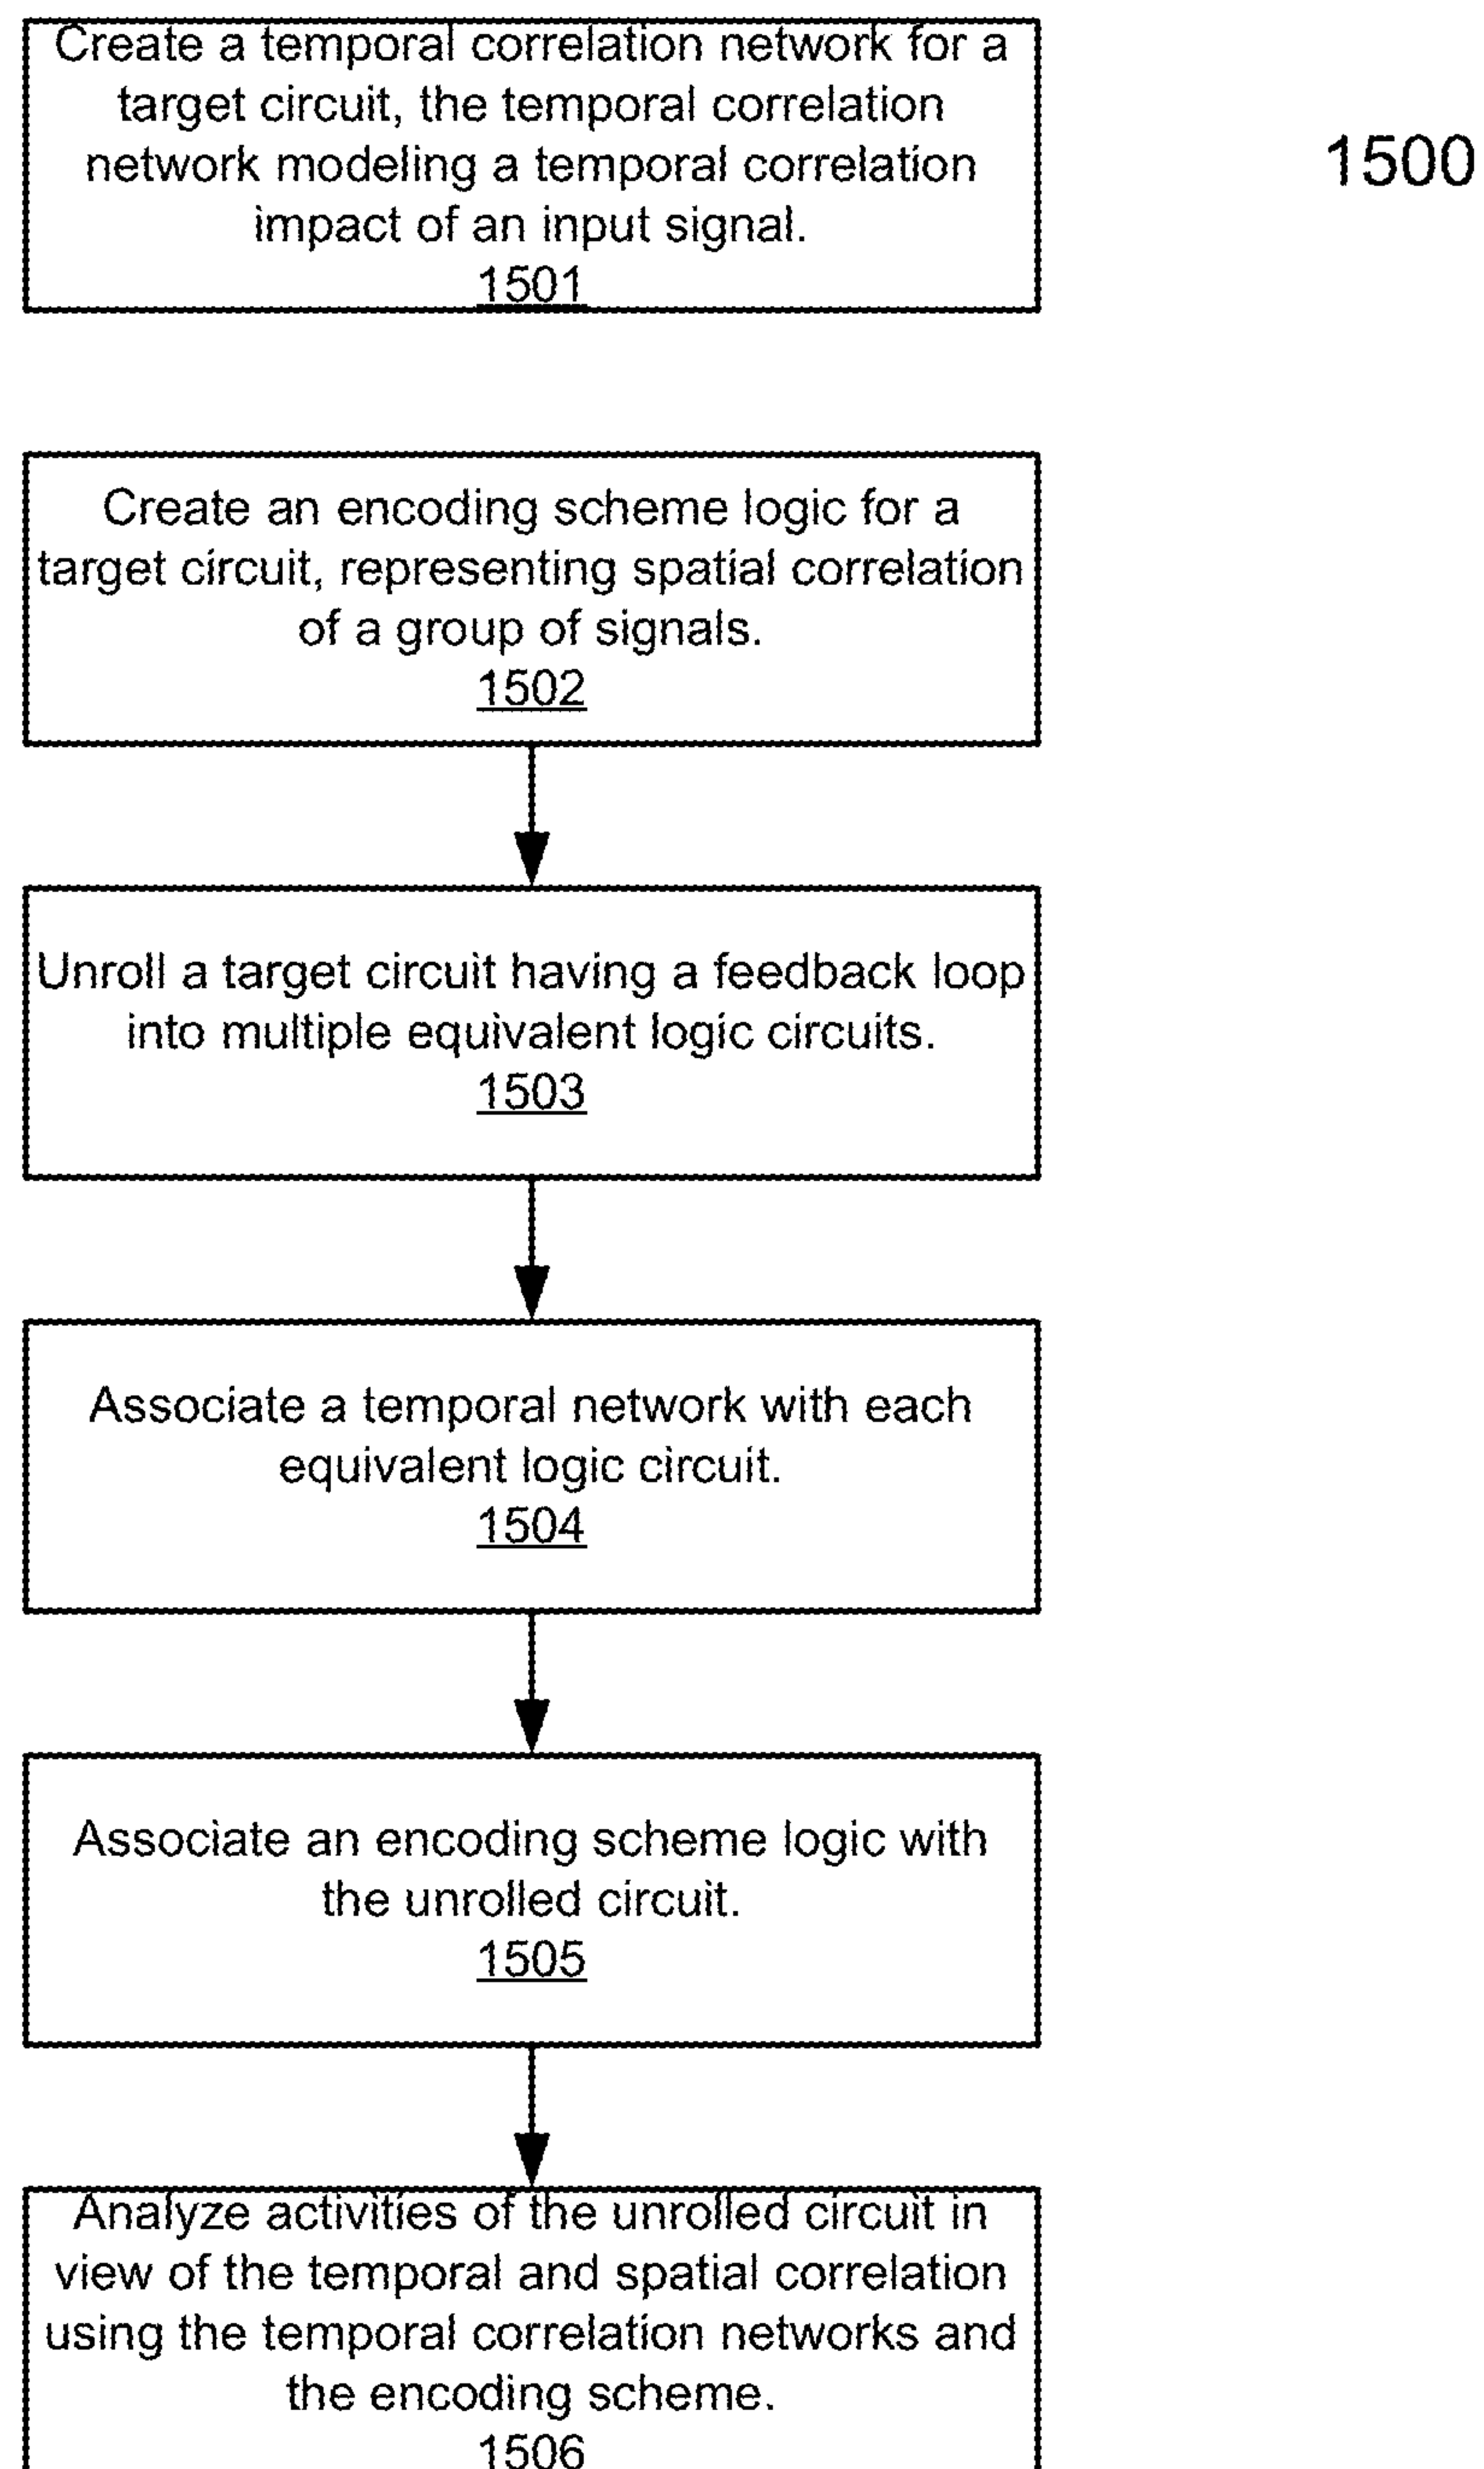 Create a temporal correlation network for a
target circuit, the temporal correlation
network modeling a temporal correlation
impact of an input signal.
1501
1500
Create an encoding scheme logic for a
target circuit, representing spatial correlation
of a group of signals.
1502
Unroll a target circuit having a feedback loop
into multiple equivalent logic circuits.
1503
Associate a temporal network with each
equivalent logic circuit.
1504
Associate an encoding scheme logic with
the unrolled circuit.
1505
Analyze activities of the unrolled circuit in
view of the temporal and spatial correlation
using the temporal correlation networks and
the encoding scheme.
1506